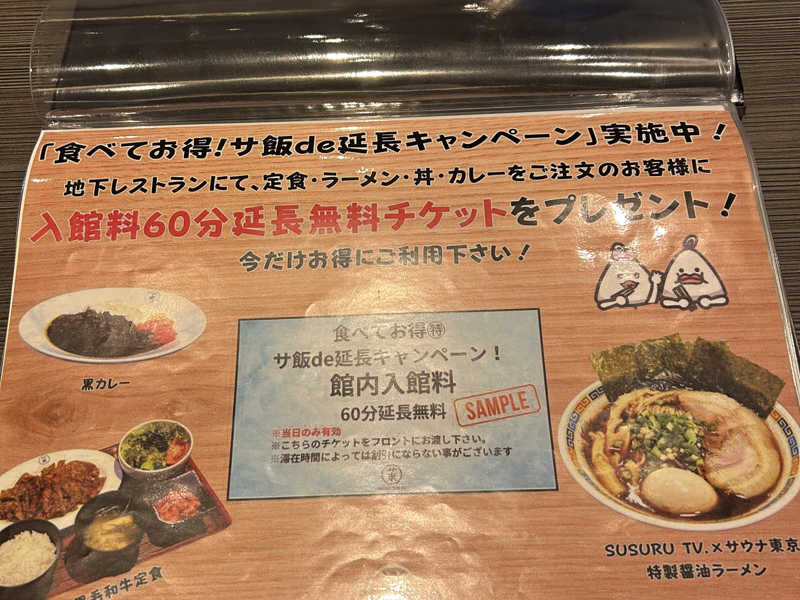 「食べてお得!サ飯de延長キャンペーン」実施中!
地下レストランにて、定食・ラーメン・丼・カレーをご注文のお客様に
入館料60分延長無料チケットをプレゼント!
今だけお得にご利用下さい!
黒カレー
食べてお得㊕
サ飯de延長キャンペーン!
館内入館料
60分延長無料
SAMPLE
※当日のみ有効
※こちらのチケットをフロントにお渡し下さい。
※滞在時間によっては割引にならない事がございます
毛和牛定食
SUSURU TV.×サウナ東京
特製醤油ラーメン